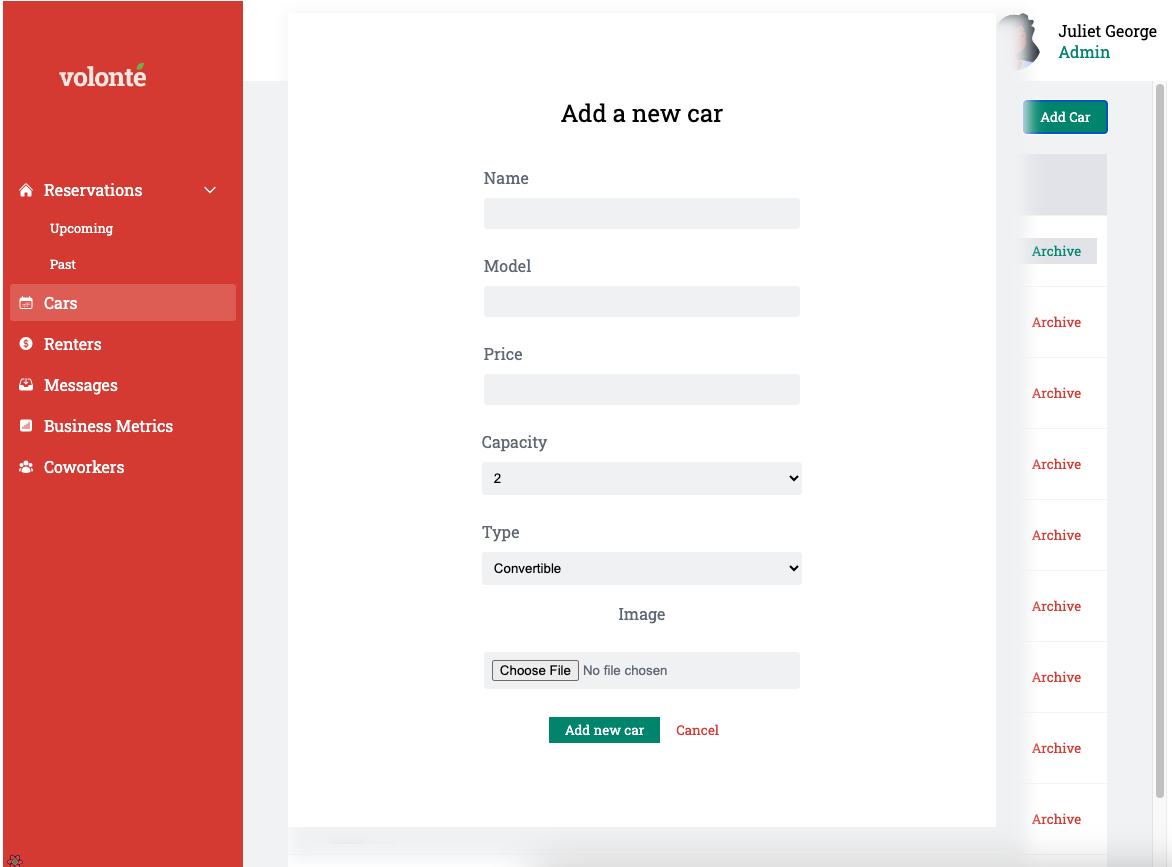 volonté
Reservations
Upcoming
Past
Cars
Renters
Messages
Business Metrics
Coworkers
Juliet George
Admin
Add Car
Add a new car
Name
Model
Price
Capacity
2
Type
Convertible
Image
Choose File No file chosen
Add new car Cancel
Archive
Archive
Archive
Archive
Archive
Archive
Archive
Archive
Archive